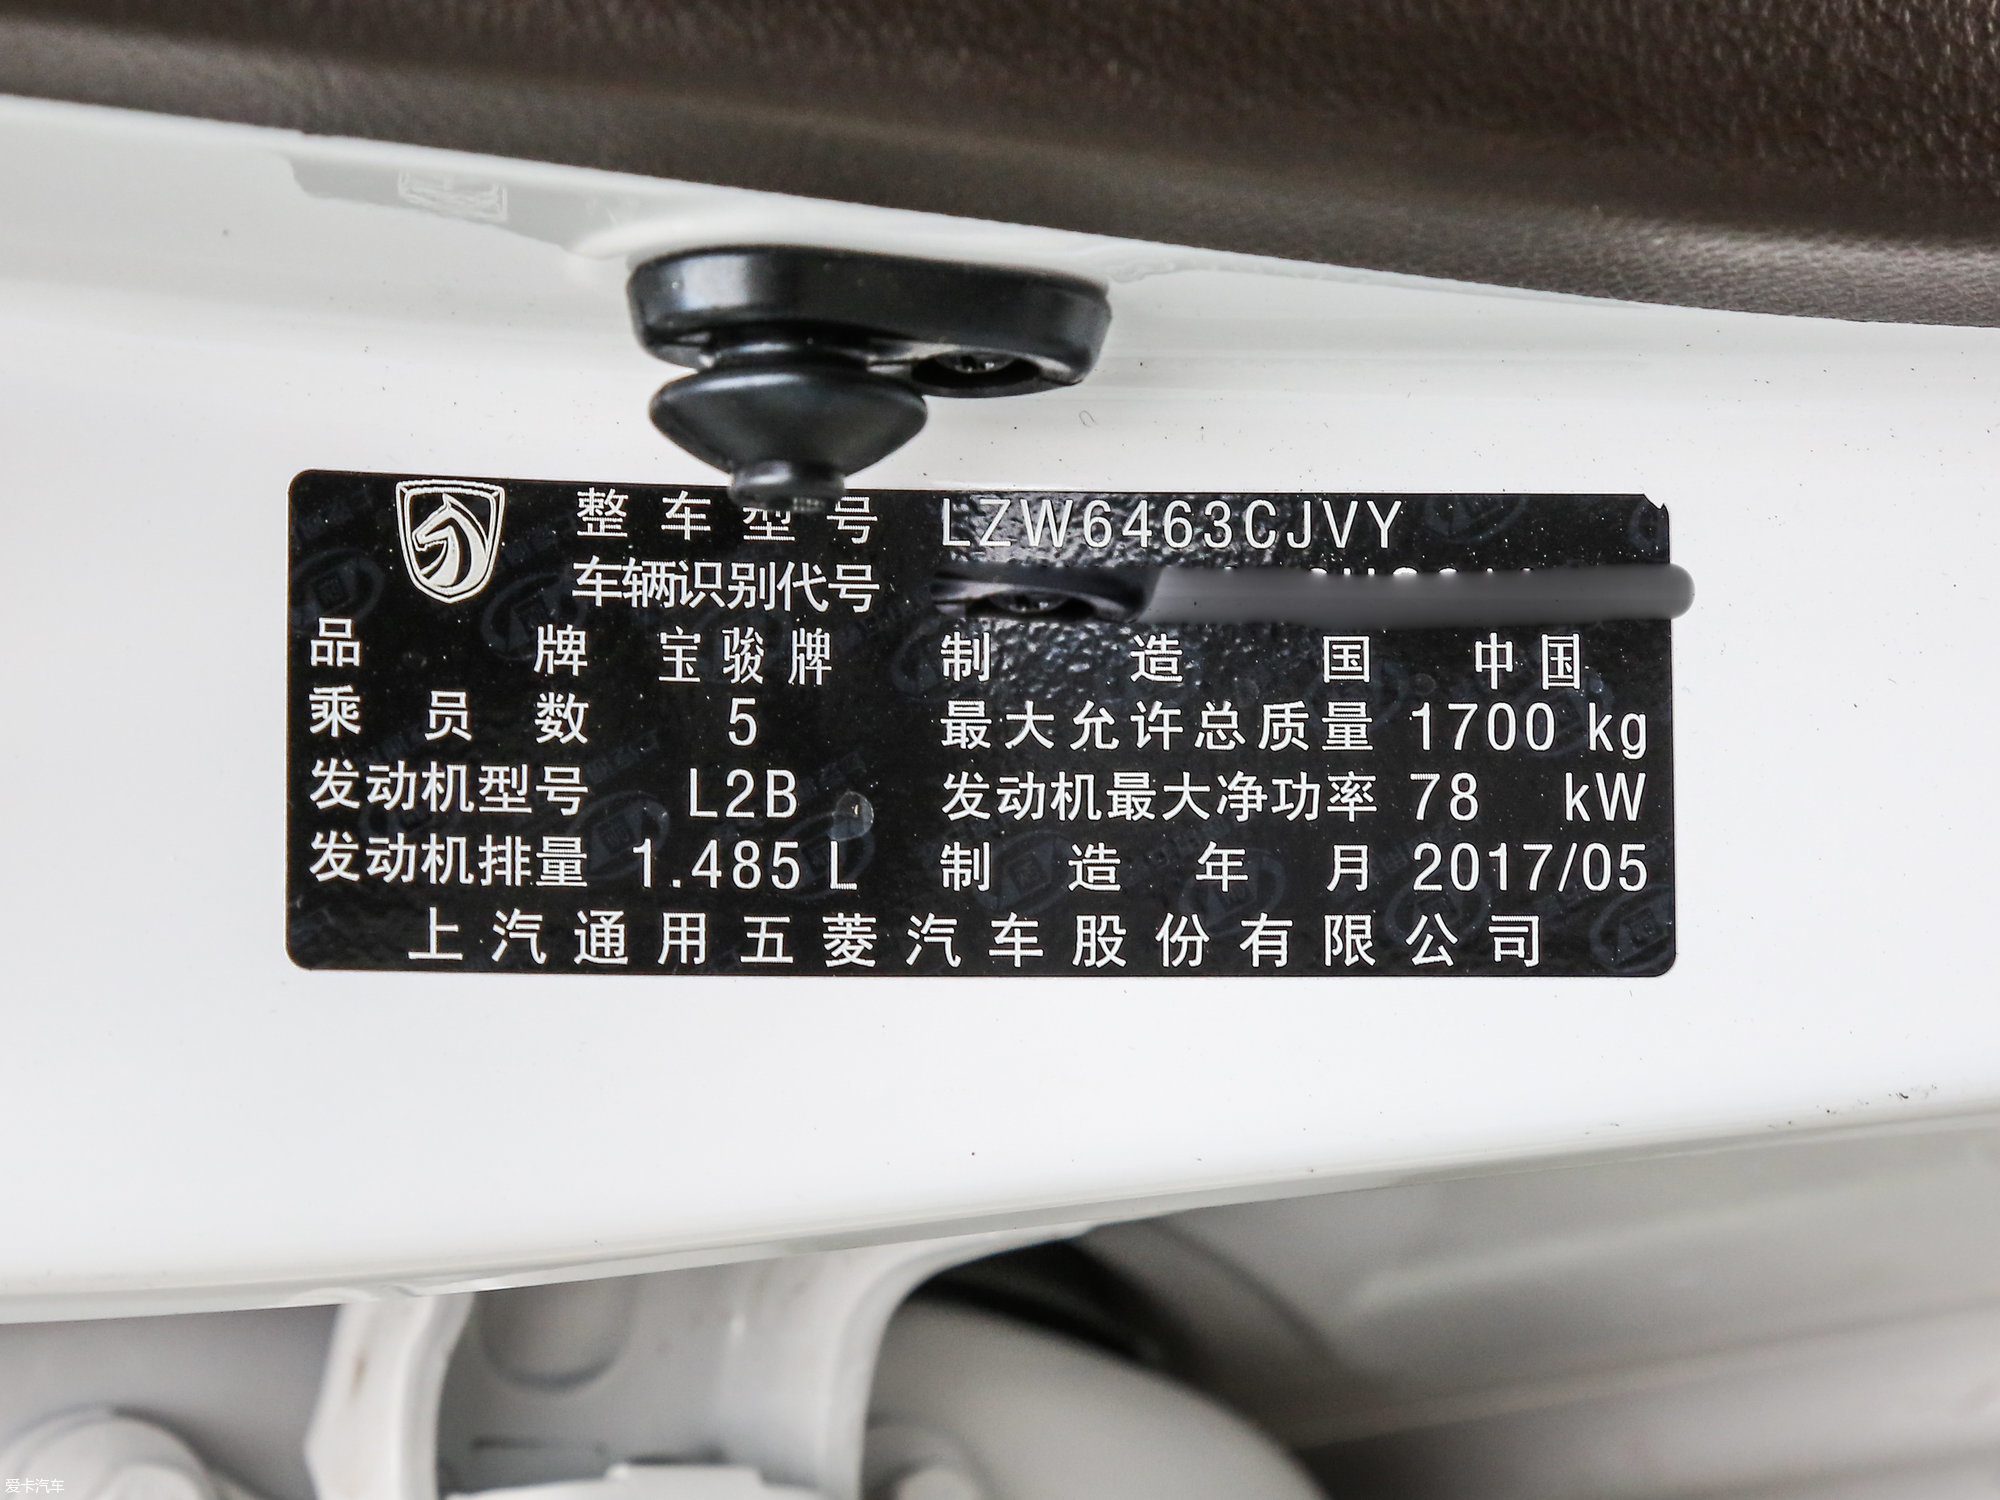 整车型号 LZW6463CJVY
车辆识别代号
品牌 宝骏牌 制造国 中国
乘员数 5 最大允许总质量 1700 kg
发动机型号 L2B 发动机最大净功率 78 kW
发动机排量 1.485 L 制造年月 2017/05
上汽通用五菱汽车股份有限公司
爱卡汽车